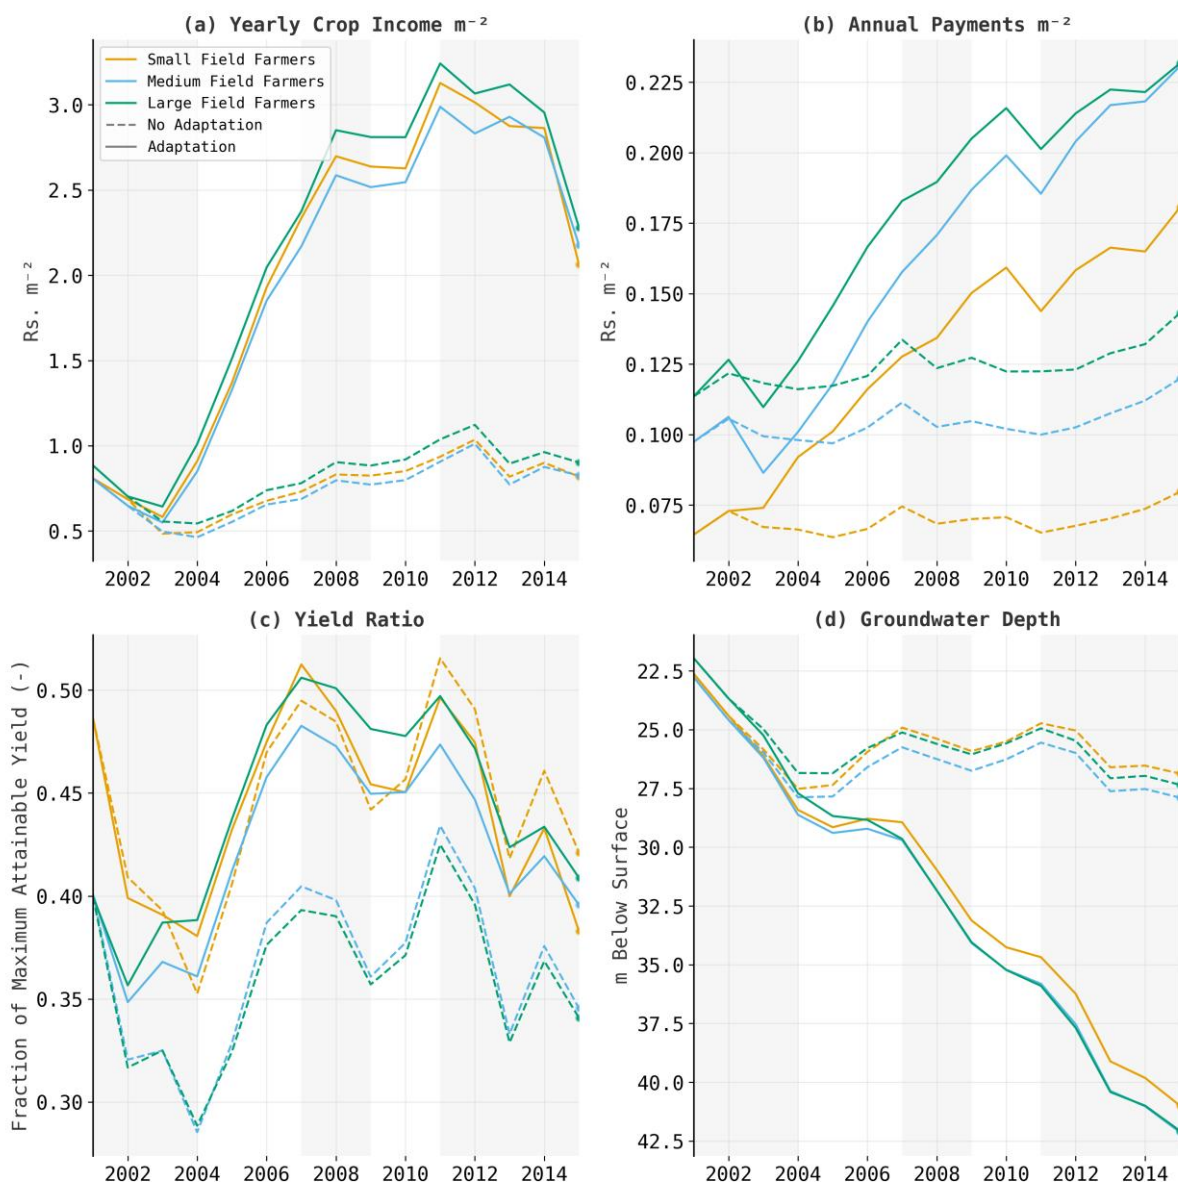 (a) Yearly Crop Income m⁻²
Small Field Farmers
Medium Field Farmers
Large Field Farmers
No Adaptation
Adaptation
Rs. m⁻²
3.0
2.5
2.0
1.5
1.0
0.5
2002 2004 2006 2008 2010 2012 2014
(b) Annual Payments m⁻²
Rs. m⁻²
0.225
0.200
0.175
0.150
0.125
0.100
0.075
2002 2004 2006 2008 2010 2012 2014
(c) Yield Ratio
Fraction of Maximum Attainable Yield (-)
0.50
0.45
0.40
0.35
0.30
2002 2004 2006 2008 2010 2012 2014
(d) Groundwater Depth
m Below Surface
22.5
25.0
27.5
30.0
32.5
35.0
37.5
40.0
42.5
2002 2004 2006 2008 2010 2012 2014